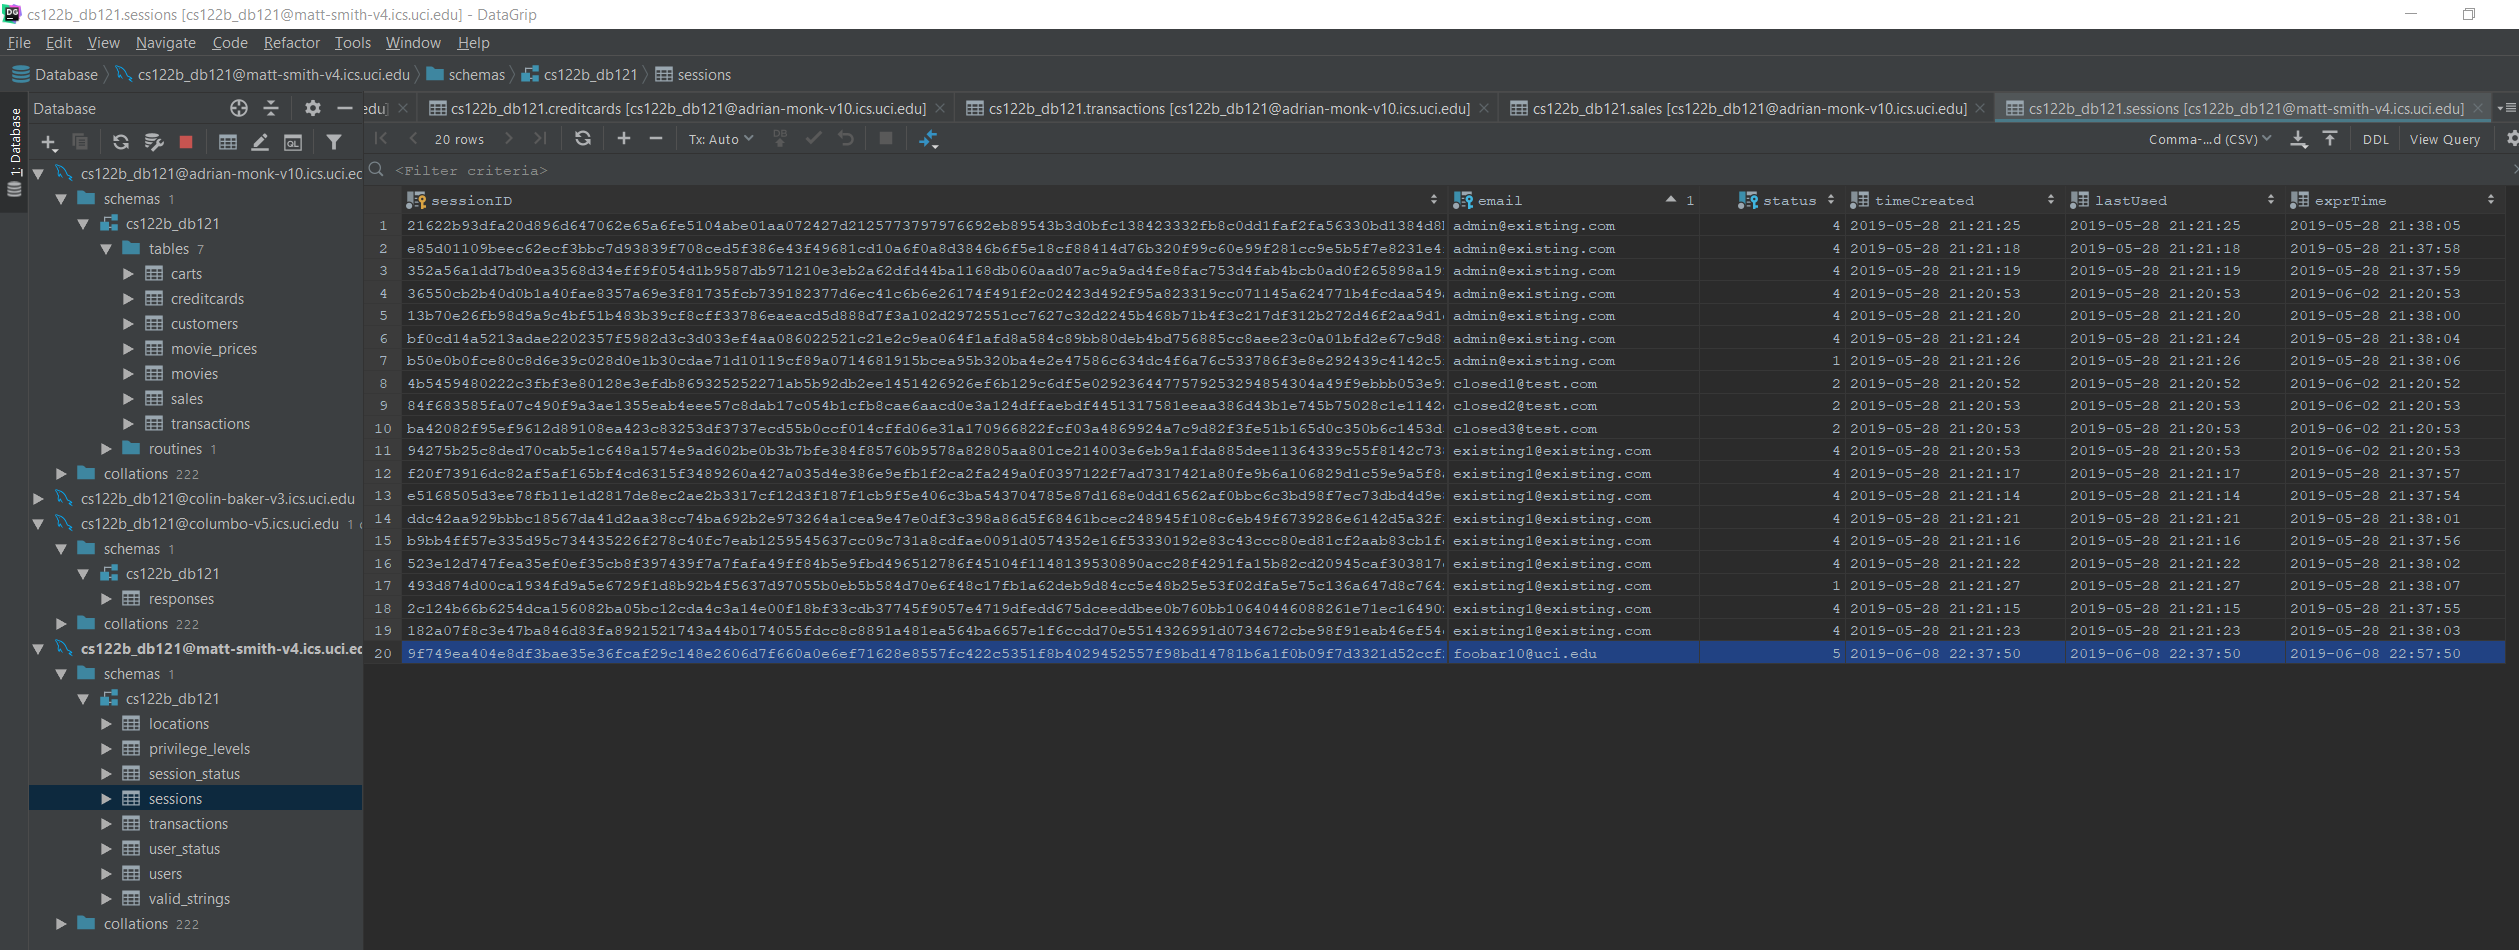 cs122b_db121.sessions [cs122b_db121@matt-smith-v4.ics.uci.edu] - DataGrip
File Edit View Navigate Code Refactor Tools Window Help
Database cs122b_db121@matt-smith-v4.ics.uci.edu schemas cs122b_db121 sessions
1: Database
Database
edu] cs122b_db121.creditcards [cs122b_db121@adrian-monk-v10.ics.uci.edu] cs122b_db121.transactions [cs122b_db121@adrian-monk-v10.ics.uci.edu] cs122b_db121.sales [cs122b_db121@adrian-monk-v10.ics.uci.edu] cs122b_db121.sessions [cs122b_db121@matt-smith-v4.ics.uci.edu]
20 rows Tx: Auto DB Comma-...d (CSV) DDL View Query
QL
<Filter criteria>
cs122b_db121@adrian-monk-v10.ics.uci.ec
schemas 1
cs122b_db121
tables 7
carts
creditcards
customers
movie_prices
movies
sales
transactions
routines 1
collations 222
cs122b_db121@colin-baker-v3.ics.uci.edu
cs122b_db121@columbo-v5.ics.uci.edu 1
schemas 1
cs122b_db121
responses
collations 222
cs122b_db121@matt-smith-v4.ics.uci.ed
schemas 1
cs122b_db121
locations
privilege_levels
session_status
sessions
transactions
user_status
users
valid_strings
collations 222
sessionID email 1 status timeCreated lastUsed exprTime
1 admin@existing.com 4 2019-05-28 21:21:25 2019-05-28 21:21:25 2019-05-28 21:38:05
2 admin@existing.com 4 2019-05-28 21:21:18 2019-05-28 21:21:18 2019-05-28 21:37:58
3 admin@existing.com 4 2019-05-28 21:21:19 2019-05-28 21:21:19 2019-05-28 21:37:59
4 admin@existing.com 4 2019-05-28 21:20:53 2019-05-28 21:20:53 2019-06-02 21:20:53
5 admin@existing.com 4 2019-05-28 21:21:20 2019-05-28 21:21:20 2019-05-28 21:38:00
6 admin@existing.com 4 2019-05-28 21:21:24 2019-05-28 21:21:24 2019-05-28 21:38:04
7 admin@existing.com 1 2019-05-28 21:21:26 2019-05-28 21:21:26 2019-05-28 21:38:06
8 closed1@test.com 2 2019-05-28 21:20:52 2019-05-28 21:20:52 2019-06-02 21:20:52
9 closed2@test.com 2 2019-05-28 21:20:53 2019-05-28 21:20:53 2019-06-02 21:20:53
10 closed3@test.com 2 2019-05-28 21:20:53 2019-05-28 21:20:53 2019-06-02 21:20:53
11 existing1@existing.com 4 2019-05-28 21:20:53 2019-05-28 21:20:53 2019-06-02 21:20:53
12 existing1@existing.com 4 2019-05-28 21:21:17 2019-05-28 21:21:17 2019-05-28 21:37:57
13 existing1@existing.com 4 2019-05-28 21:21:14 2019-05-28 21:21:14 2019-05-28 21:37:54
14 existing1@existing.com 4 2019-05-28 21:21:21 2019-05-28 21:21:21 2019-05-28 21:38:01
15 existing1@existing.com 4 2019-05-28 21:21:16 2019-05-28 21:21:16 2019-05-28 21:37:56
16 existing1@existing.com 4 2019-05-28 21:21:22 2019-05-28 21:21:22 2019-05-28 21:38:02
17 existing1@existing.com 1 2019-05-28 21:21:27 2019-05-28 21:21:27 2019-05-28 21:38:07
18 existing1@existing.com 4 2019-05-28 21:21:15 2019-05-28 21:21:15 2019-05-28 21:37:55
19 existing1@existing.com 4 2019-05-28 21:21:23 2019-05-28 21:21:23 2019-05-28 21:38:03
20 foobar10@uci.edu 5 2019-06-08 22:37:50 2019-06-08 22:37:50 2019-06-08 22:57:50